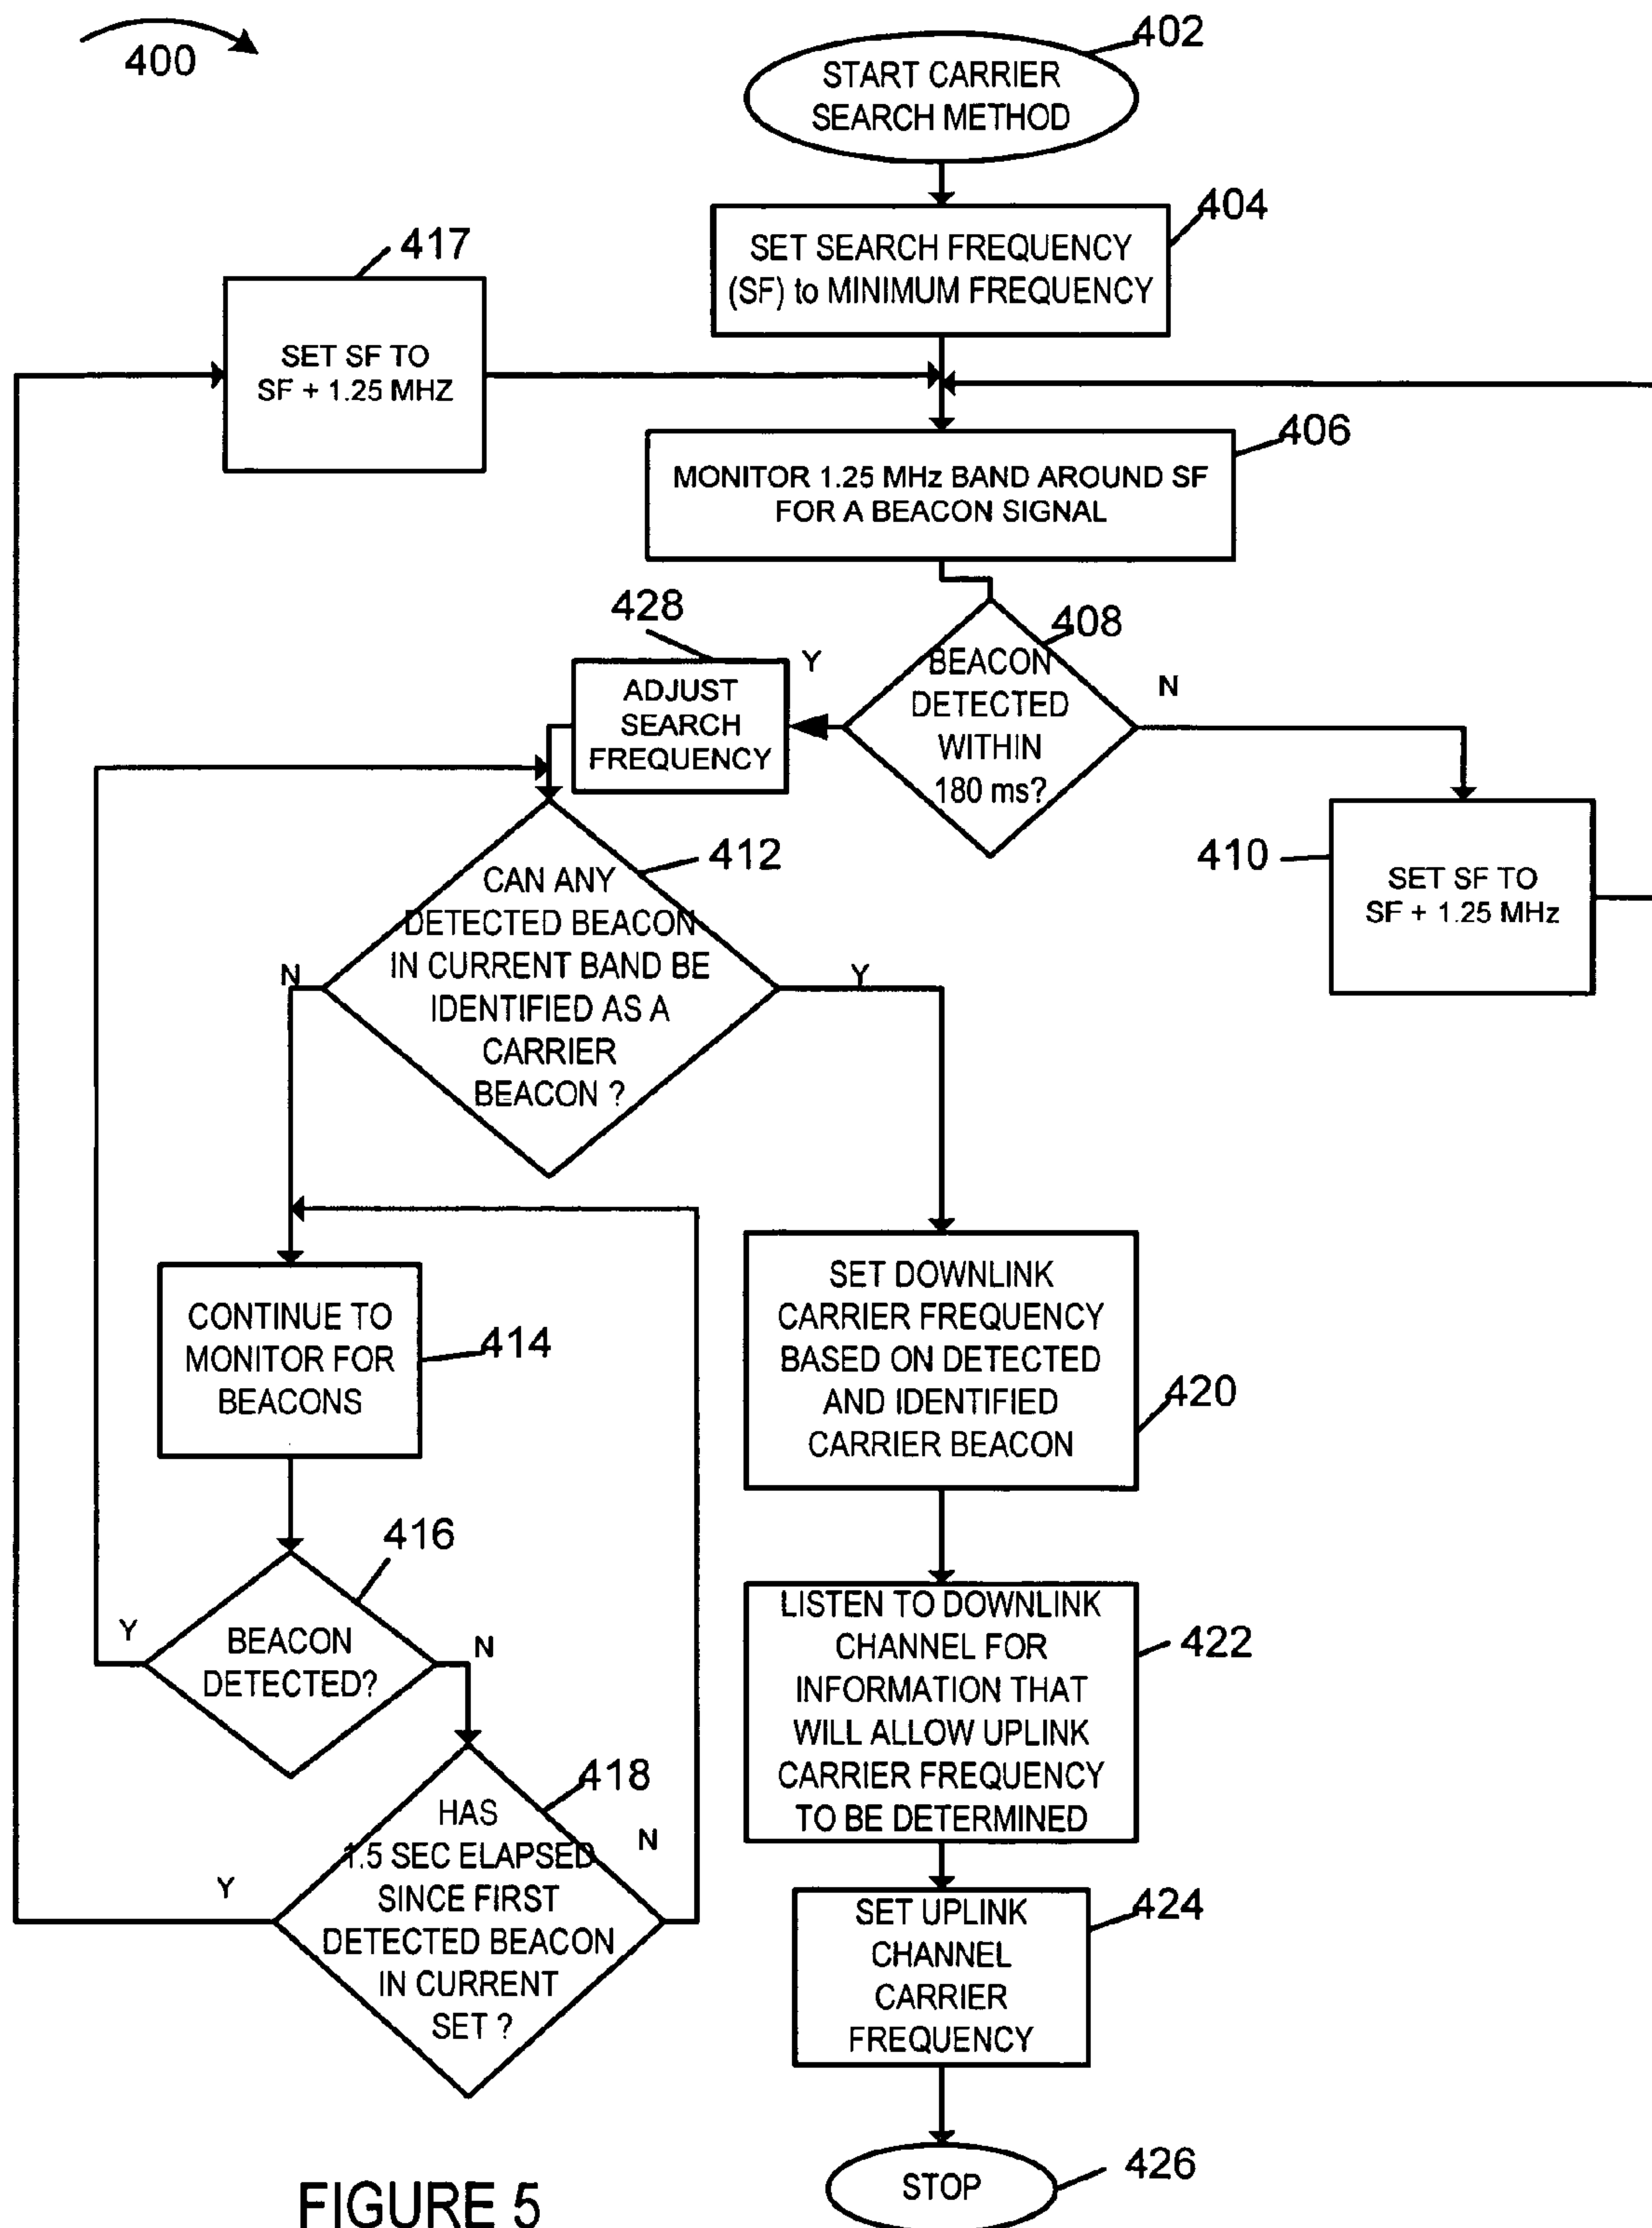 400
402
START CARRIER
SEARCH METHOD
404
SET SEARCH FREQUENCY
(SF) to MINIMUM FREQUENCY
417
SET SF TO
SF + 1.25 MHZ
406
MONITOR 1.25 MHz BAND AROUND SF
FOR A BEACON SIGNAL
428
ADJUST
SEARCH
FREQUENCY
Y
408
BEACON
DETECTED
WITHIN
180 ms?
N
410
SET SF TO
SF + 1.25 MHz
412
CAN ANY
DETECTED BEACON
IN CURRENT BAND BE
IDENTIFIED AS A
CARRIER
BEACON ?
N
Y
CONTINUE TO
MONITOR FOR
BEACONS
414
SET DOWNLINK
CARRIER FREQUENCY
BASED ON DETECTED
AND IDENTIFIED
CARRIER BEACON
420
416
BEACON
DETECTED?
Y
N
LISTEN TO DOWNLINK
CHANNEL FOR
INFORMATION THAT
WILL ALLOW UPLINK
CARRIER FREQUENCY
TO BE DETERMINED
422
418
HAS
1.5 SEC ELAPSED
SINCE FIRST
DETECTED BEACON
IN CURRENT
SET ?
Y
N
SET UPLINK
CHANNEL
CARRIER
FREQUENCY
424
STOP
426
FIGURE 5